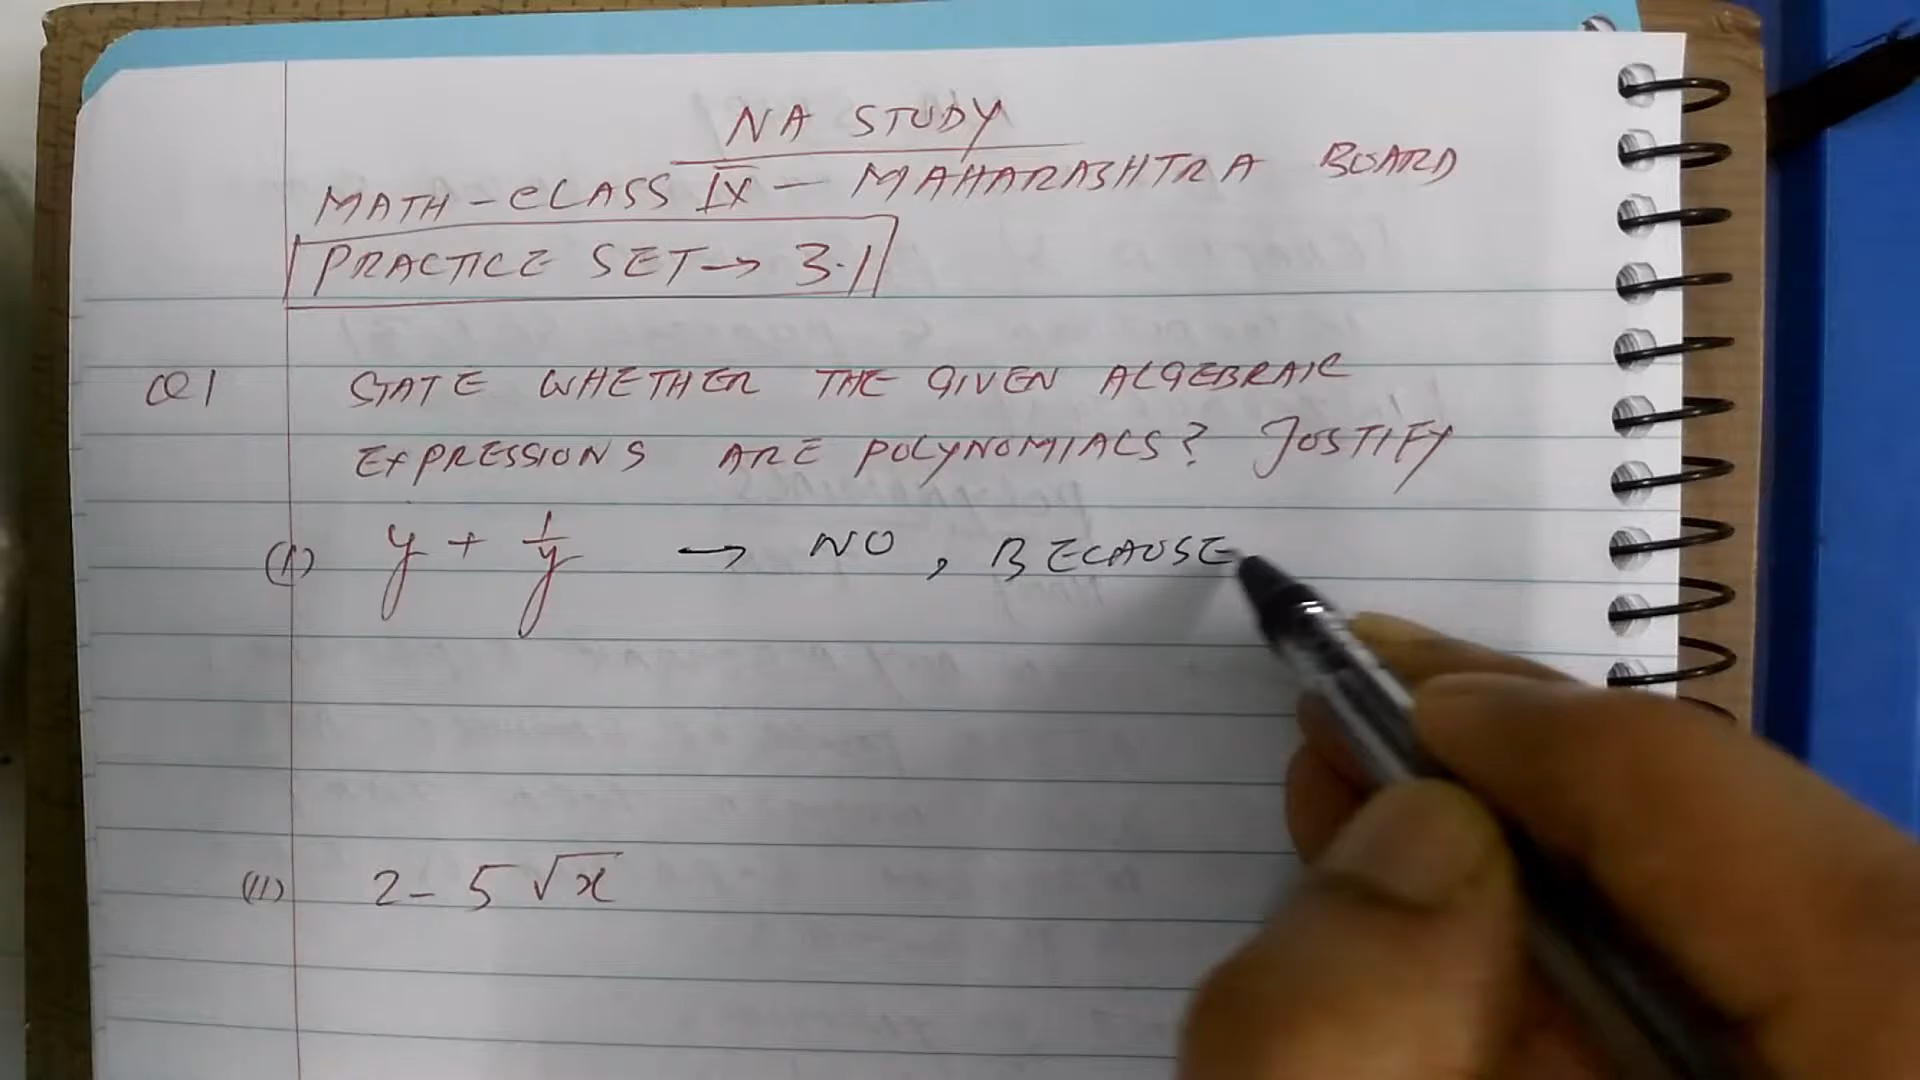 NA STUDY
MATH - CLASS IX - MAHARASHTRA BOARD
PRACTICE SET → 3.1
Q1 STATE WHETHER THE GIVEN ALGEBRAIC
EXPRESSIONS ARE POLYNOMIALS? JUSTIFY
(I) y + 1/y → NO, BECAUSE
(II) 2 - 5√x